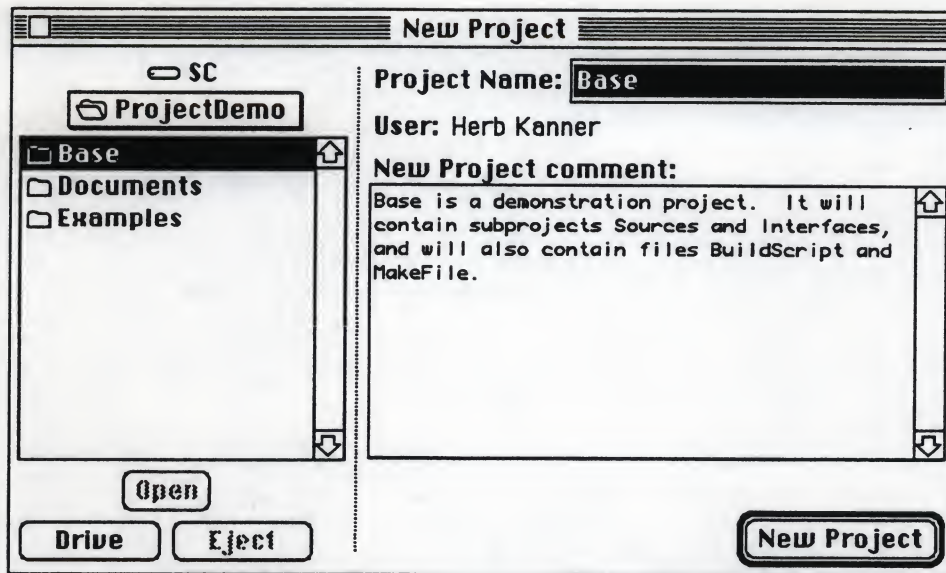 New Project
SC
ProjectDemo
Base
Documents
Examples
Open
Drive
Eject
Project Name: Base
User: Herb Kanner
New Project comment:
Base is a demonstration project.  It will
contain subprojects Sources and Interfaces,
and will also contain files BuildScript and
MakeFile.
New Project